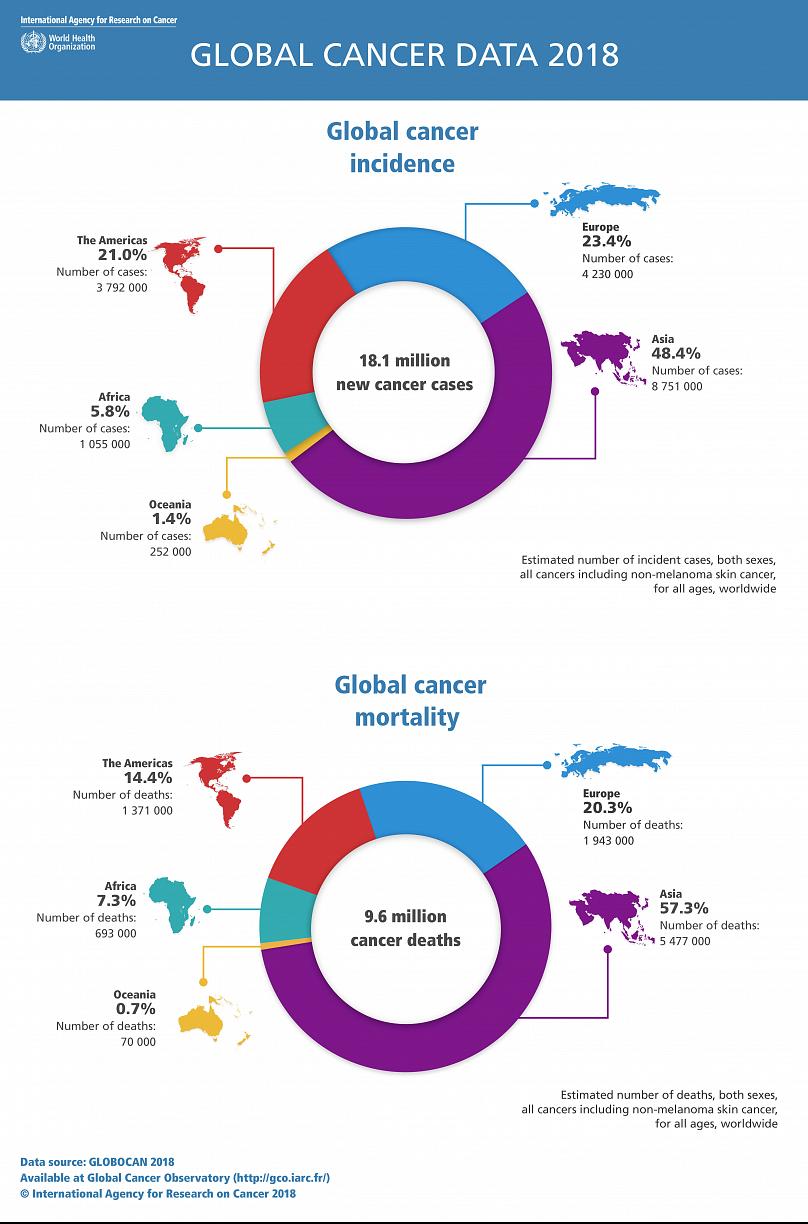 International Agency for Research on Cancer
World Health
Organization
GLOBAL CANCER DATA 2018
Global cancer
incidence
The Americas
21.0%
Number of cases:
3 792 000
Europe
23.4%
Number of cases:
4 230 000
18.1 million
new cancer cases
Asia
48.4%
Number of cases:
8 751 000
Africa
5.8%
Number of cases:
1 055 000
Oceania
1.4%
Number of cases:
252 000
Estimated number of incident cases, both sexes,
all cancers including non-melanoma skin cancer,
for all ages, worldwide
Global cancer
mortality
The Americas
14.4%
Number of deaths:
1 371 000
Europe
20.3%
Number of deaths:
1 943 000
Africa
7.3%
Number of deaths:
693 000
9.6 million
cancer deaths
Asia
57.3%
Number of deaths:
5 477 000
Oceania
0.7%
Number of deaths:
70 000
Estimated number of deaths, both sexes,
all cancers including non-melanoma skin cancer,
for all ages, worldwide
Data source: GLOBOCAN 2018
Available at Global Cancer Observatory (http://gco.iarc.fr/)
© International Agency for Research on Cancer 2018